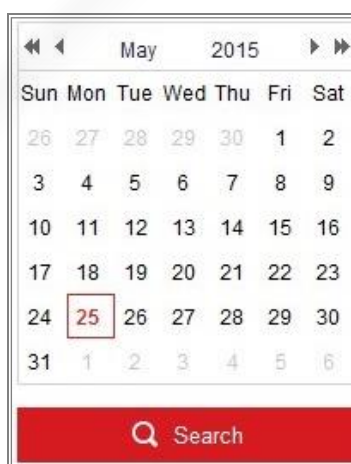 May 2015
Sun Mon Tue Wed Thu Fri Sat
26 27 28 29 30 1 2
3 4 5 6 7 8 9
10 11 12 13 14 15 16
17 18 19 20 21 22 23
24 25 26 27 28 29 30
31 1 2 3 4 5 6
Search